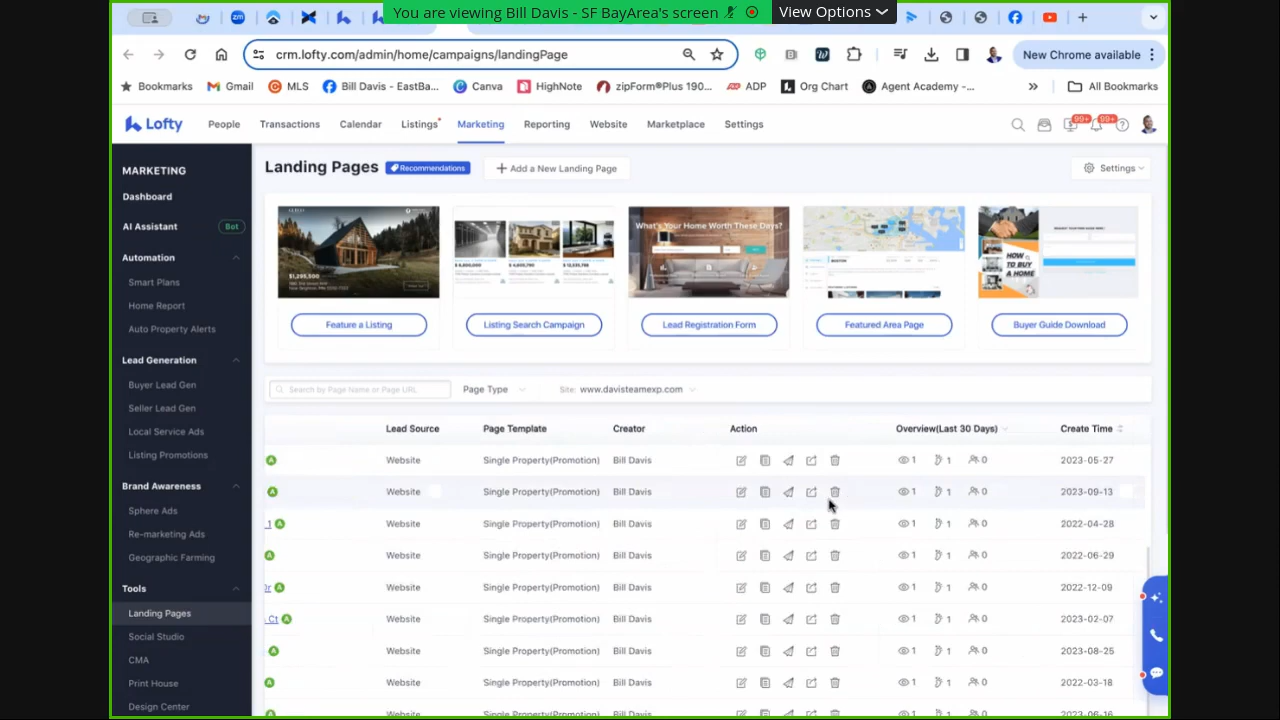 You are viewing Bill Davis - SF BayArea's screen
View Options
crm.lofty.com/admin/home/campaigns/landingPage
New Chrome available
Bookmarks Gmail MLS Bill Davis - EastBa... Canva HighNote zipForm®Plus 190... ADP Org Chart Agent Academy -... » All Bookmarks
Lofty People Transactions Calendar Listings Marketing Reporting Website Marketplace Settings 99+ 99+
MARKETING
Dashboard
AI Assistant Bot
Automation
Smart Plans
Home Report
Auto Property Alerts
Lead Generation
Buyer Lead Gen
Seller Lead Gen
Local Service Ads
Listing Promotions
Brand Awareness
Sphere Ads
Re-marketing Ads
Geographic Farming
Tools
Landing Pages
Social Studio
CMA
Print House
Design Center
Landing Pages Recommendations Add a New Landing Page Settings
$1,295,000
What's Your Home Worth These Days?
BOSTON
HOW TO BUY A HOME
Feature a Listing Listing Search Campaign Lead Registration Form Featured Area Page Buyer Guide Download
Search by Page Name or Page URL Page Type Site: www.davisteamexp.com
Lead Source Page Template Creator Action Overview(Last 30 Days) Create Time
A Website Single Property(Promotion) Bill Davis 1 1 0 2023-05-27
A Website Single Property(Promotion) Bill Davis 1 1 0 2023-09-13
_1 A Website Single Property(Promotion) Bill Davis 1 1 0 2022-04-28
A Website Single Property(Promotion) Bill Davis 1 1 0 2022-06-29
Dr A Website Single Property(Promotion) Bill Davis 1 1 0 2022-12-09
Ct A Website Single Property(Promotion) Bill Davis 1 1 0 2023-02-07
A Website Single Property(Promotion) Bill Davis 1 1 0 2023-08-25
A Website Single Property(Promotion) Bill Davis 1 1 0 2022-03-18
A Website Single Property(Promotion) Bill Davis 1 1 0 2023-06-16